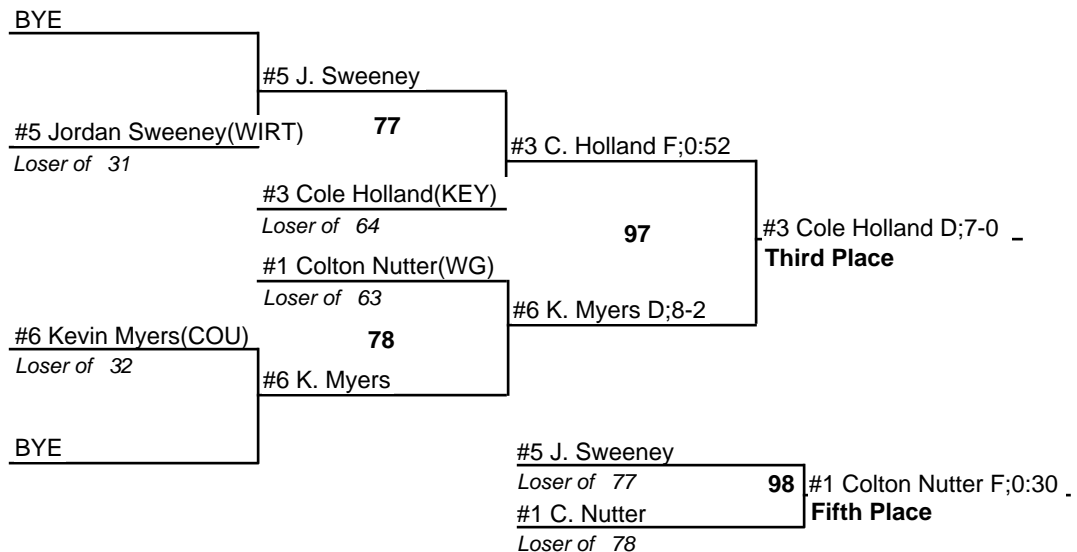 BYE
#5 J. Sweeney
#5 Jordan Sweeney(WIRT)
Loser of 31
77
#3 C. Holland F;0:52
#3 Cole Holland(KEY)
Loser of 64
97
#3 Cole Holland D;7-0
Third Place
#1 Colton Nutter(WG)
Loser of 63
#6 K. Myers D;8-2
#6 Kevin Myers(COU)
Loser of 32
78
#6 K. Myers
BYE
#5 J. Sweeney
Loser of 77
98
#1 Colton Nutter F;0:30
Fifth Place
#1 C. Nutter
Loser of 78